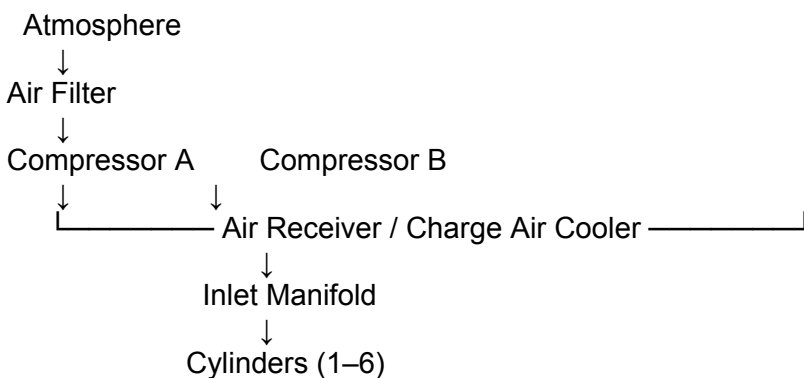 Atmosphere
↓
Air Filter
↓
Compressor A Compressor B
↓ ↓
└─────── Air Receiver / Charge Air Cooler ───────┘
↓
Inlet Manifold
↓
Cylinders (1–6)